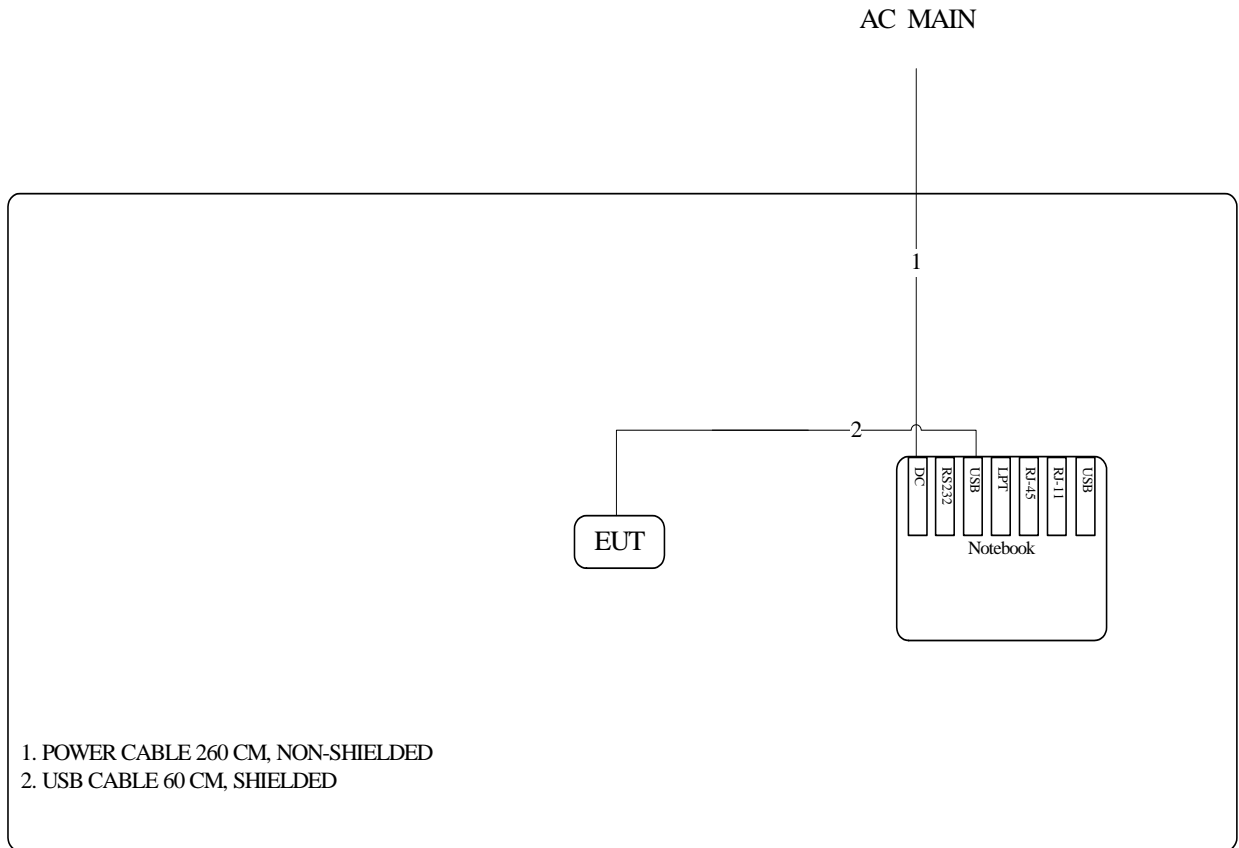 AC MAIN
1
2
DC
RS232
USB
LPT
RJ-45
RJ-11
USB
Notebook
EUT
1. POWER CABLE 260 CM, NON-SHIELDED
2. USB CABLE 60 CM, SHIELDED